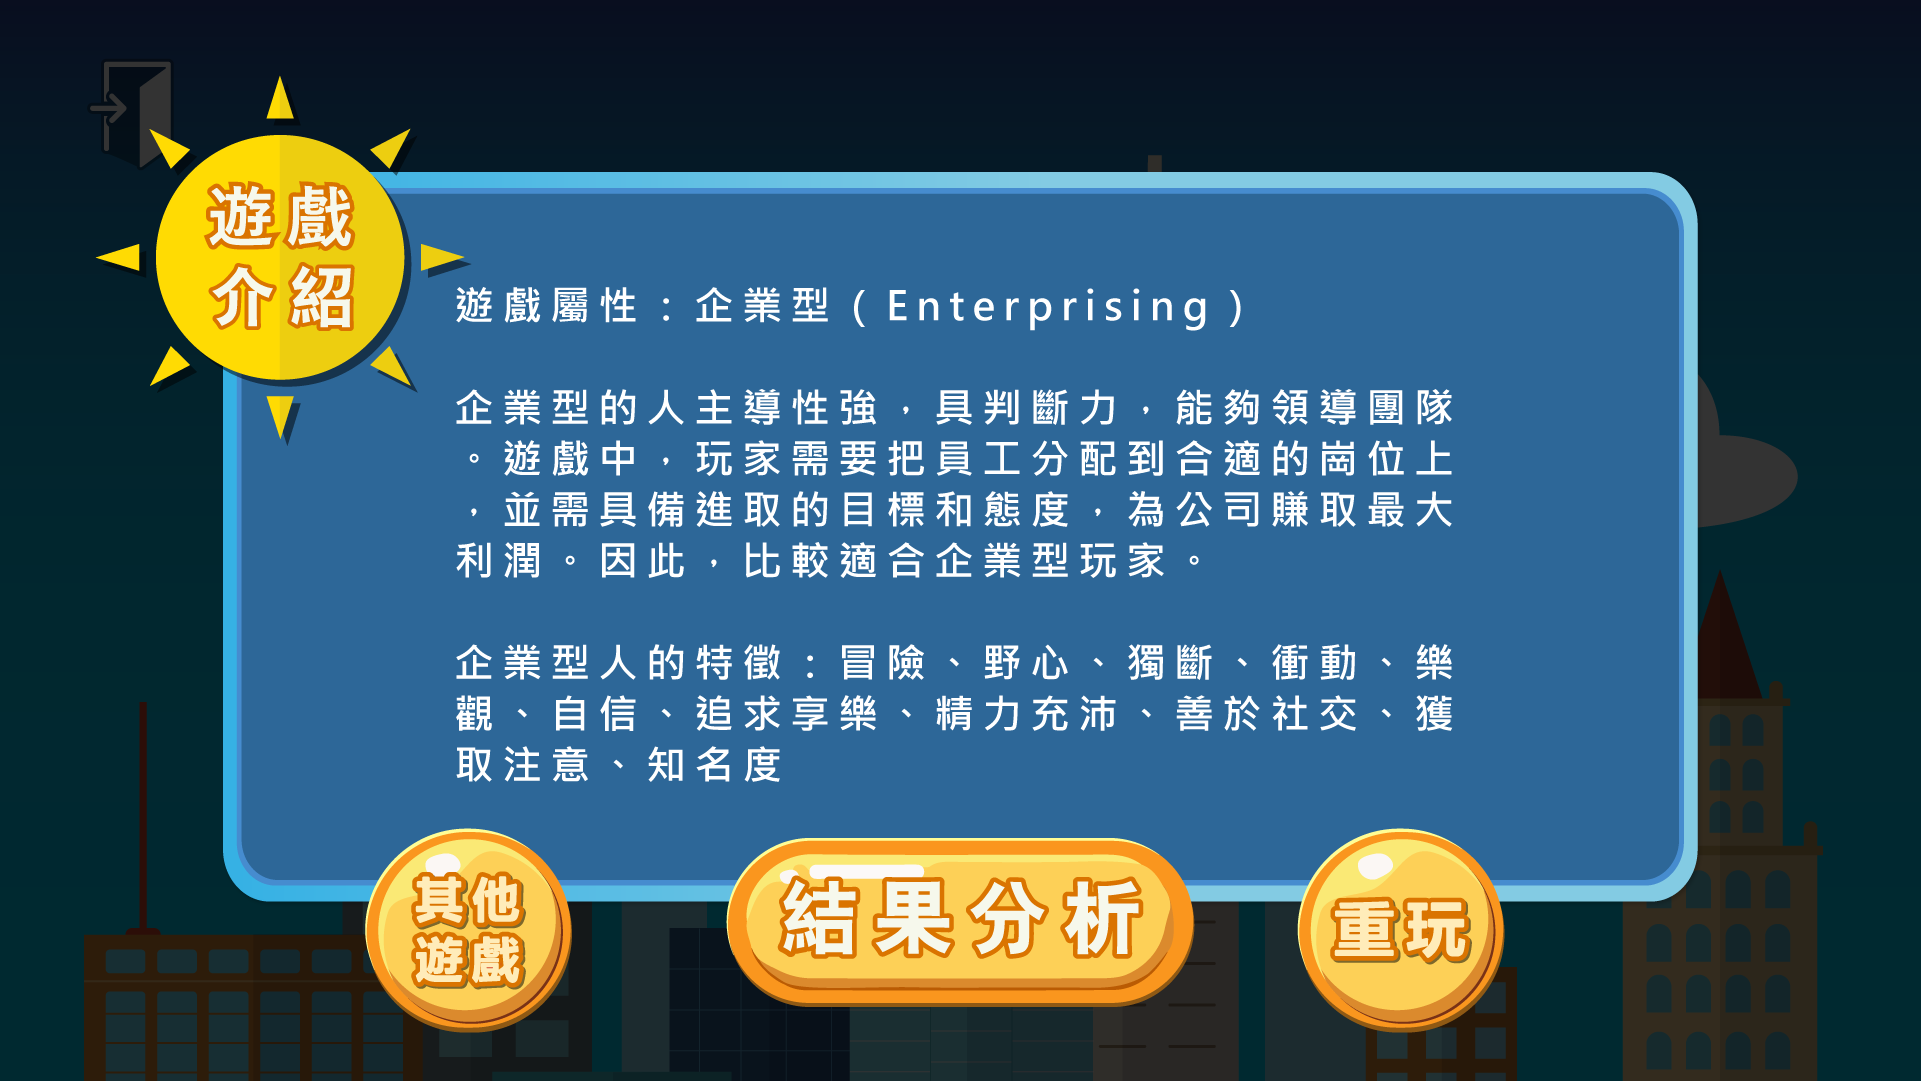 遊戲
介紹
遊戲屬性：企業型（Enterprising）
企業型的人主導性強，具判斷力，能夠領導團隊
。遊戲中，玩家需要把員工分配到合適的崗位上
，並需具備進取的目標和態度，為公司賺取最大
利潤。因此，比較適合企業型玩家。
企業型人的特徵：冒險、野心、獨斷、衝動、樂
觀、自信、追求享樂、精力充沛、善於社交、獲
取注意、知名度
其他
遊戲
結果分析
重玩